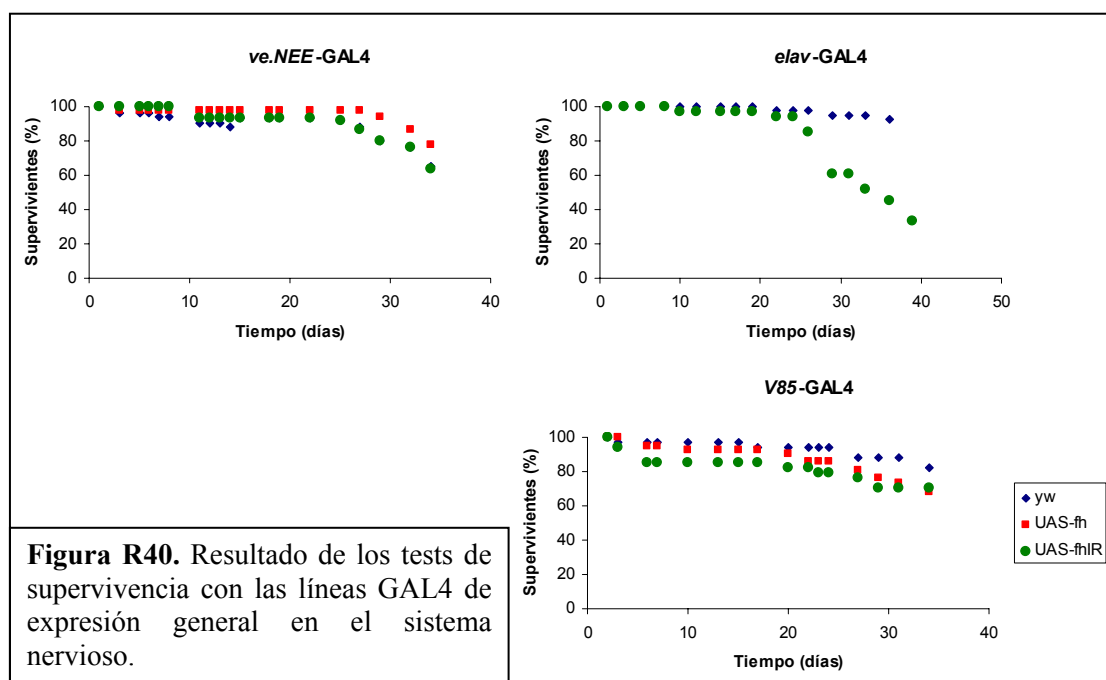 ve.NEE-GAL4
Supervivientes (%)
100
80
60
40
20
0
0 10 20 30 40
Tiempo (días)
elav-GAL4
Supervivientes (%)
100
80
60
40
20
0
0 10 20 30 40 50
Tiempo (días)
V85-GAL4
Supervivientes (%)
100
80
60
40
20
0
0 10 20 30 40
Tiempo (días)
yw
UAS-fh
UAS-fhIR
Figura R40. Resultado de los tests de
supervivencia con las líneas GAL4 de
expresión general en el sistema
nervioso.